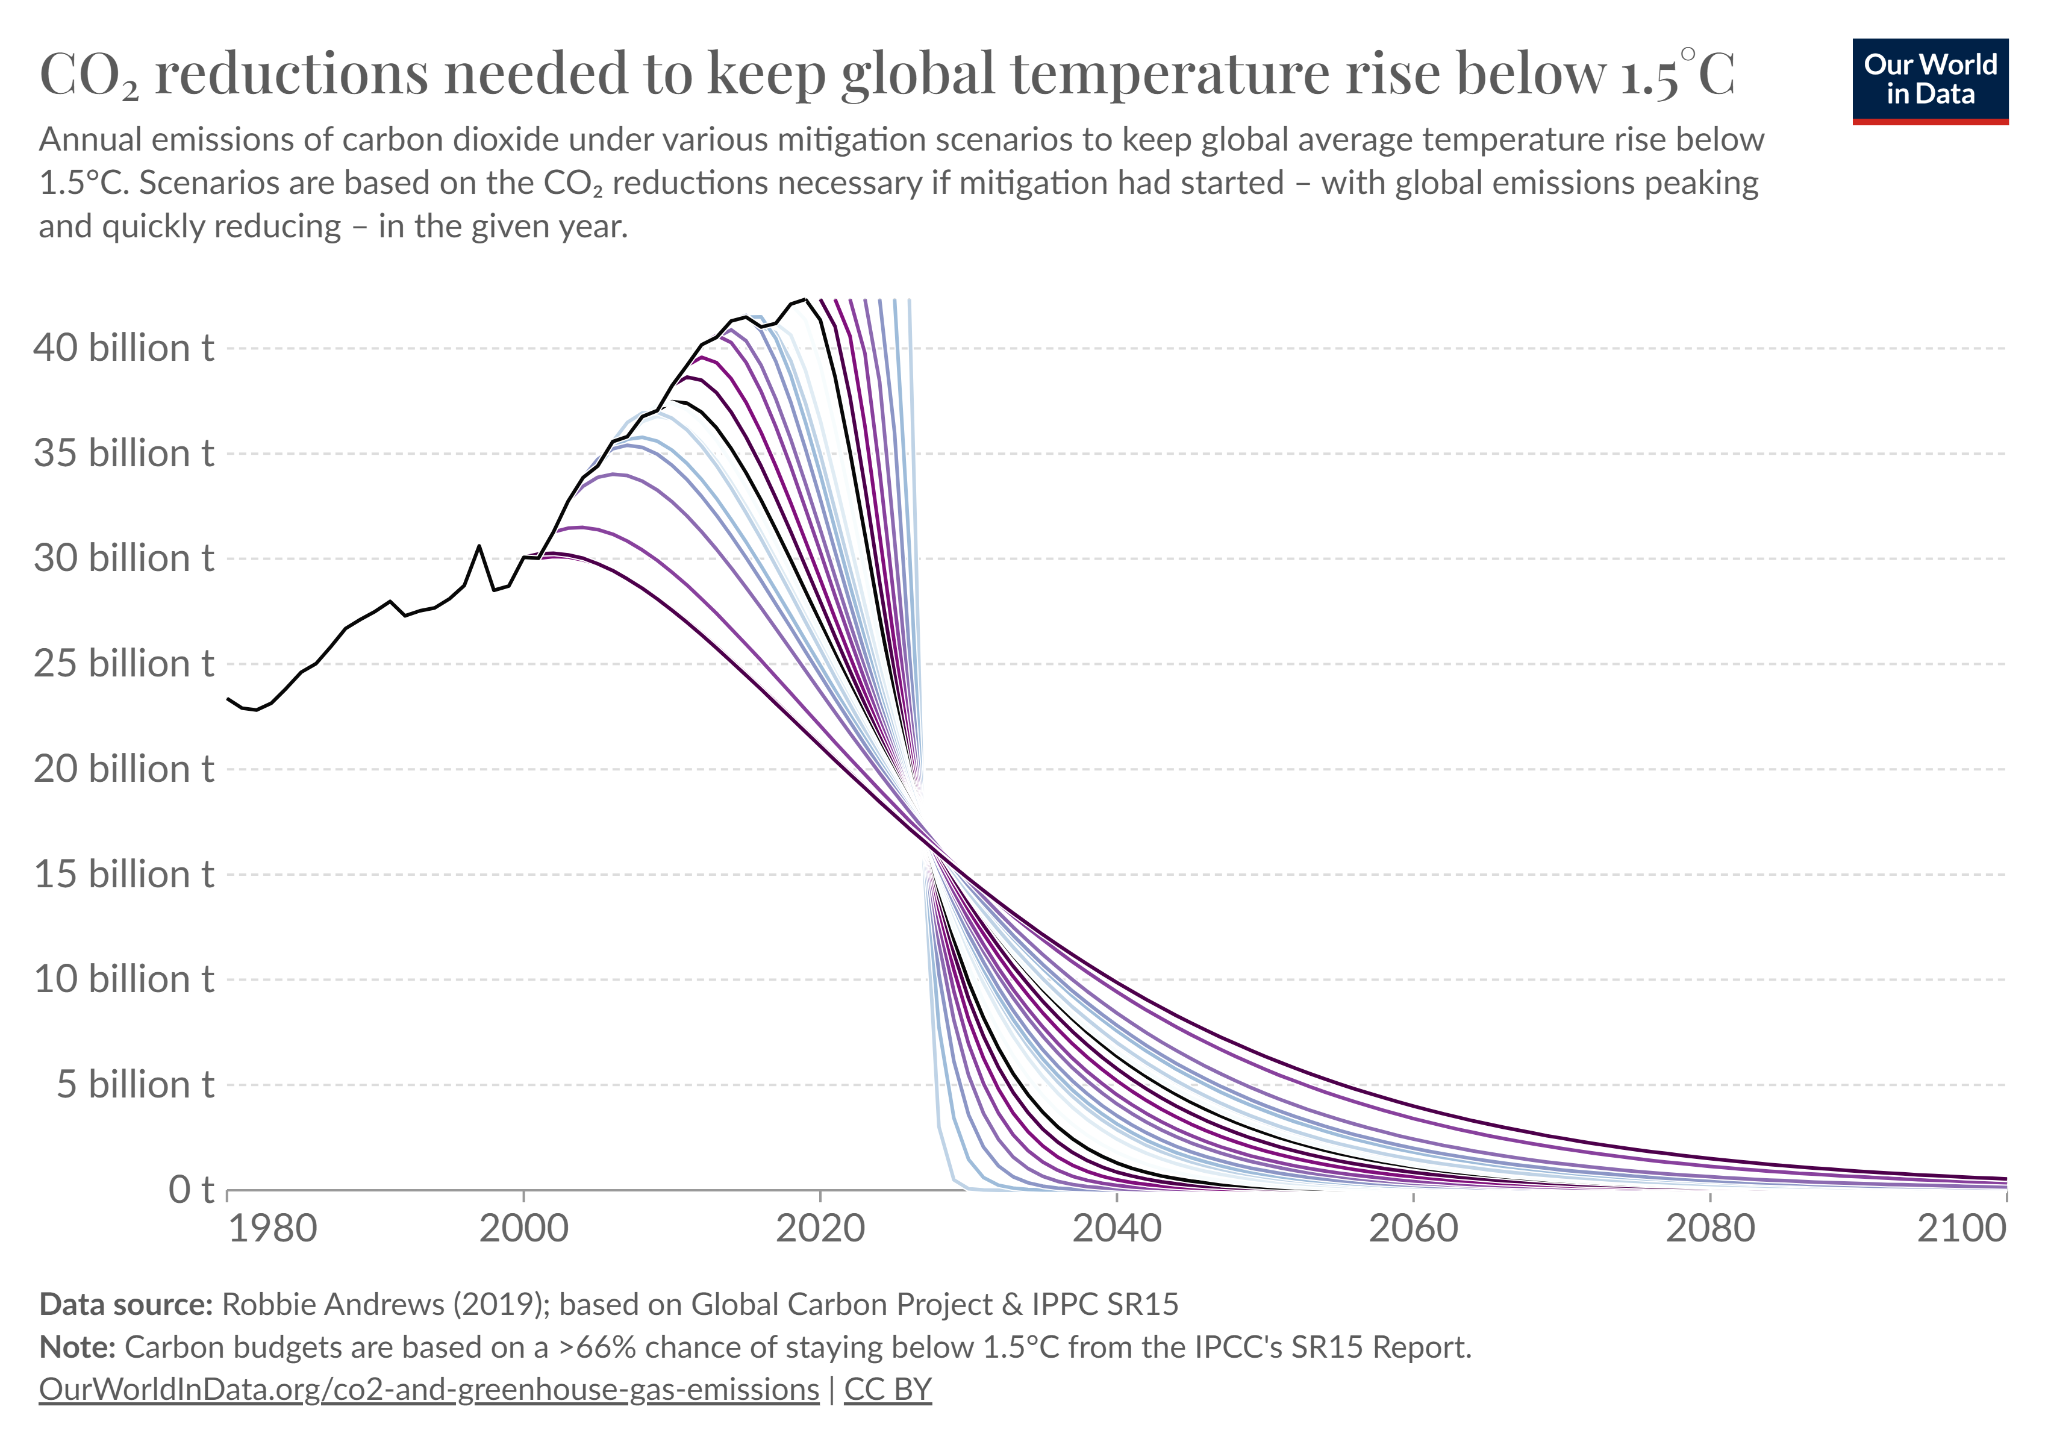 CO₂ reductions needed to keep global temperature rise below 1.5°C
Our World
in Data
Annual emissions of carbon dioxide under various mitigation scenarios to keep global average temperature rise below
1.5°C. Scenarios are based on the CO₂ reductions necessary if mitigation had started – with global emissions peaking
and quickly reducing – in the given year.
40 billion t
35 billion t
30 billion t
25 billion t
20 billion t
15 billion t
10 billion t
5 billion t
0 t
1980 2000 2020 2040 2060 2080 2100
Data source: Robbie Andrews (2019); based on Global Carbon Project & IPPC SR15
Note: Carbon budgets are based on a >66% chance of staying below 1.5°C from the IPCC's SR15 Report.
OurWorldInData.org/co2-and-greenhouse-gas-emissions | CC BY